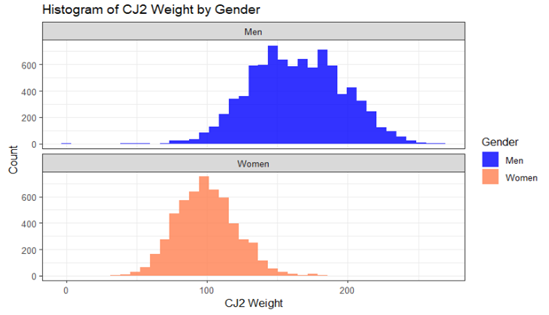 Histogram of CJ2 Weight by Gender
Men
600
400
200
0
Women
600
400
200
0
0 100 200
CJ2 Weight
Count
Gender
Men
Women